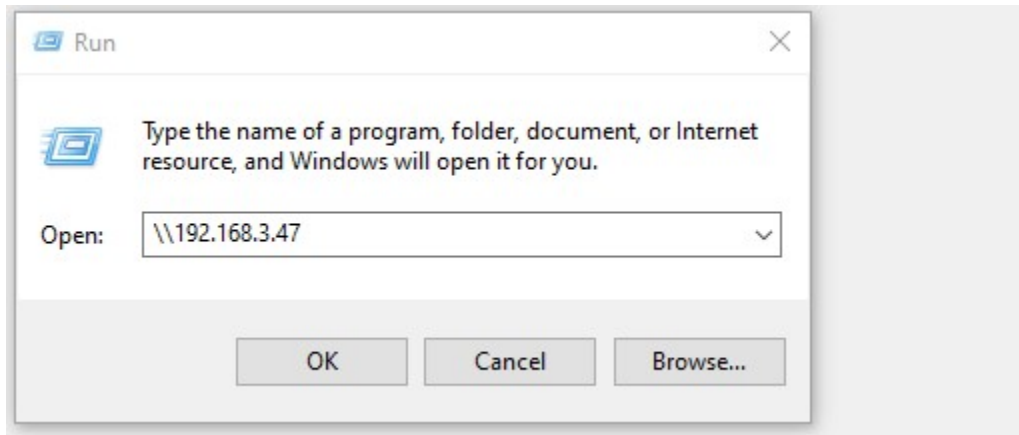 Run
Type the name of a program, folder, document, or Internet
resource, and Windows will open it for you.
Open: \\192.168.3.47
OK Cancel Browse...